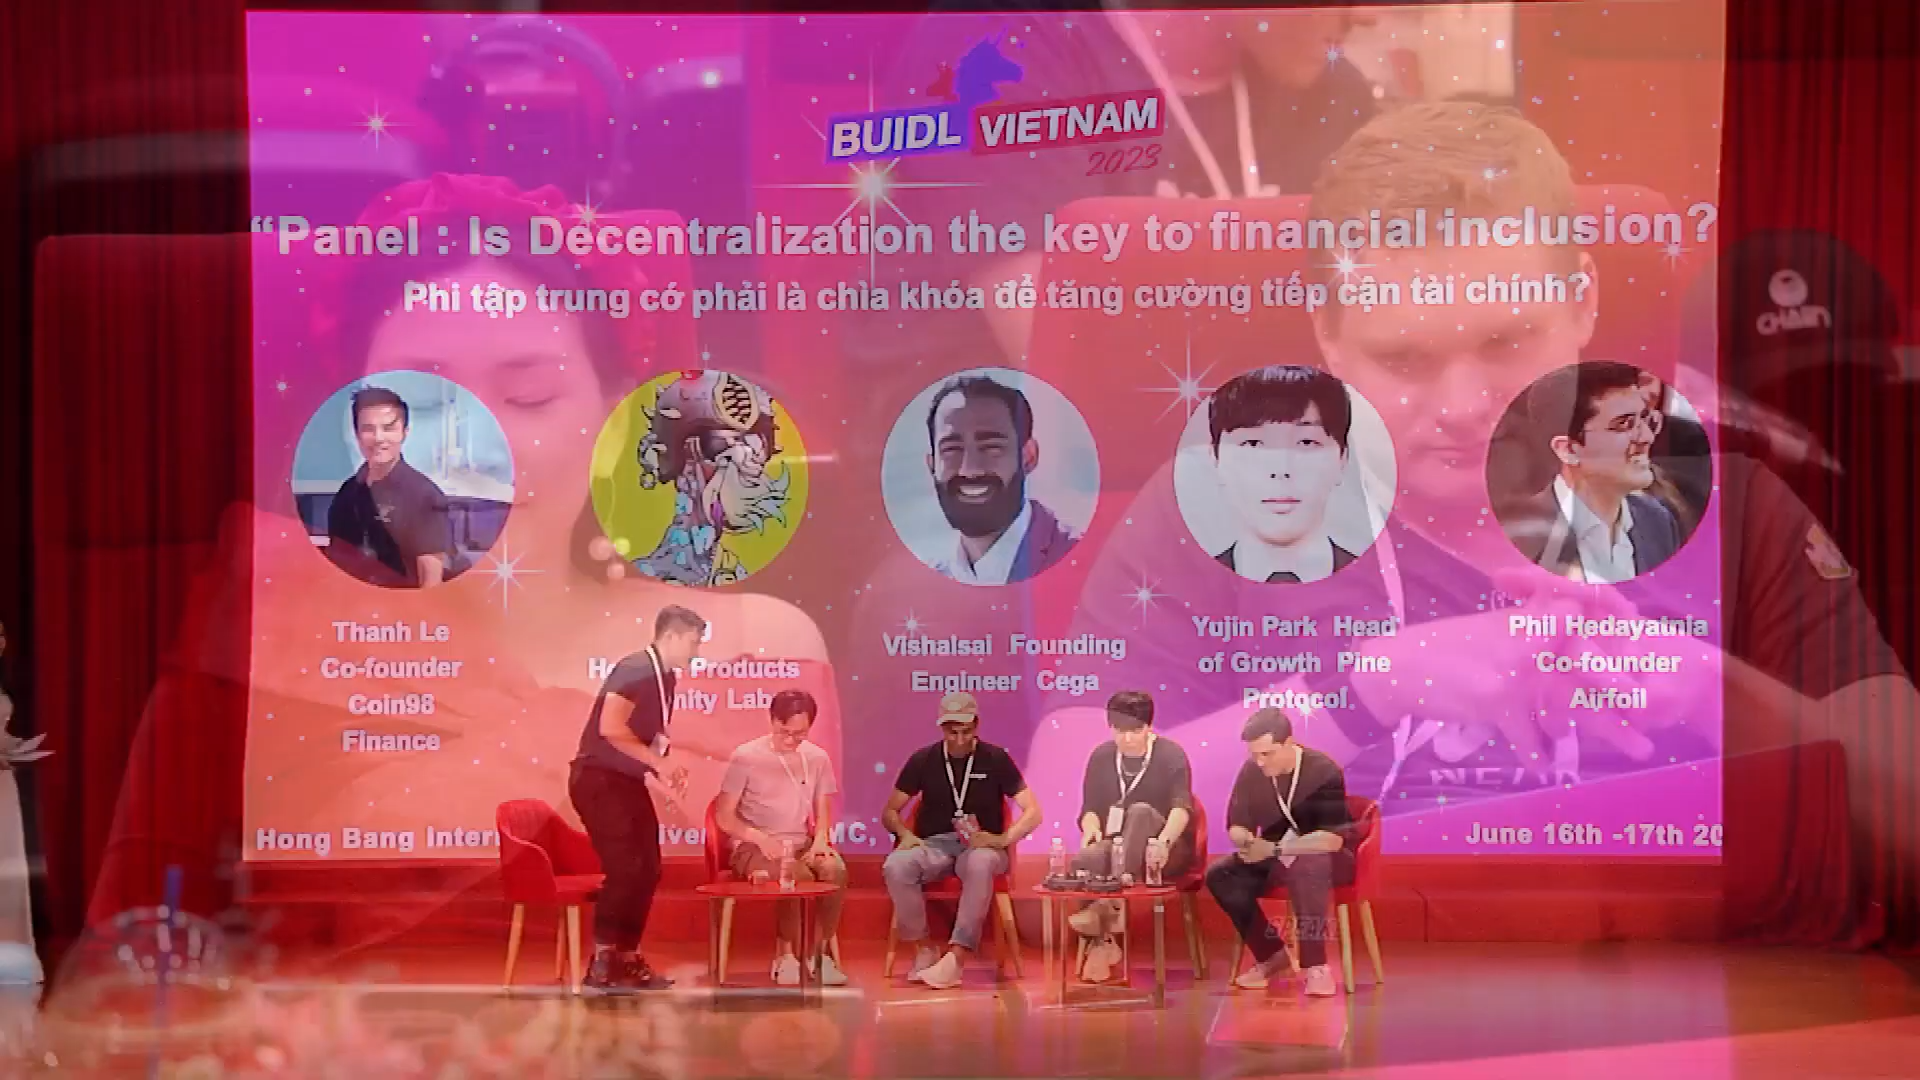 BUIDL VIETNAM
2023
“Panel : Is Decentralization the key to financial inclusion?
Phi tập trung có phải là chìa khóa để tăng cường tiếp cận tài chính?
CHAIN
Thanh Le
Co-founder
Coin98
Finance
Products
Vishalsai Founding
Engineer Cega
Yujin Park Head
of Growth Pine
Protocol
Phil Hedayatnia
Co-founder
Airfoil
Hong Bang
June 16th -17th